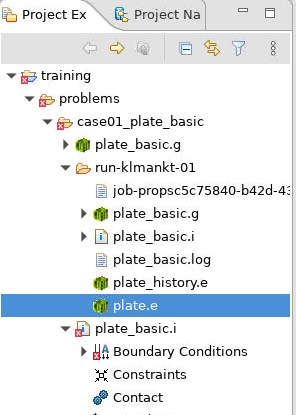 Project Ex
Project Na
training
problems
case01_plate_basic
plate_basic.g
run-klmankt-01
job-propsc5c75840-b42d-43
plate_basic.g
plate_basic.i
plate_basic.log
plate_history.e
plate.e
plate_basic.i
Boundary Conditions
Constraints
Contact